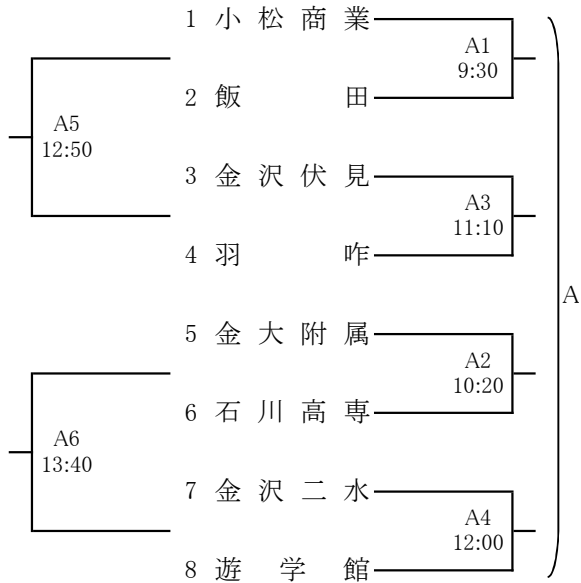 1 小松商業
A1
9:30
2 飯田
A5
12:50
3 金沢伏見
A3
11:10
4 羽咋
A
5 金大附属
A2
10:20
6 石川高専
A6
13:40
7 金沢二水
A4
12:00
8 遊学館